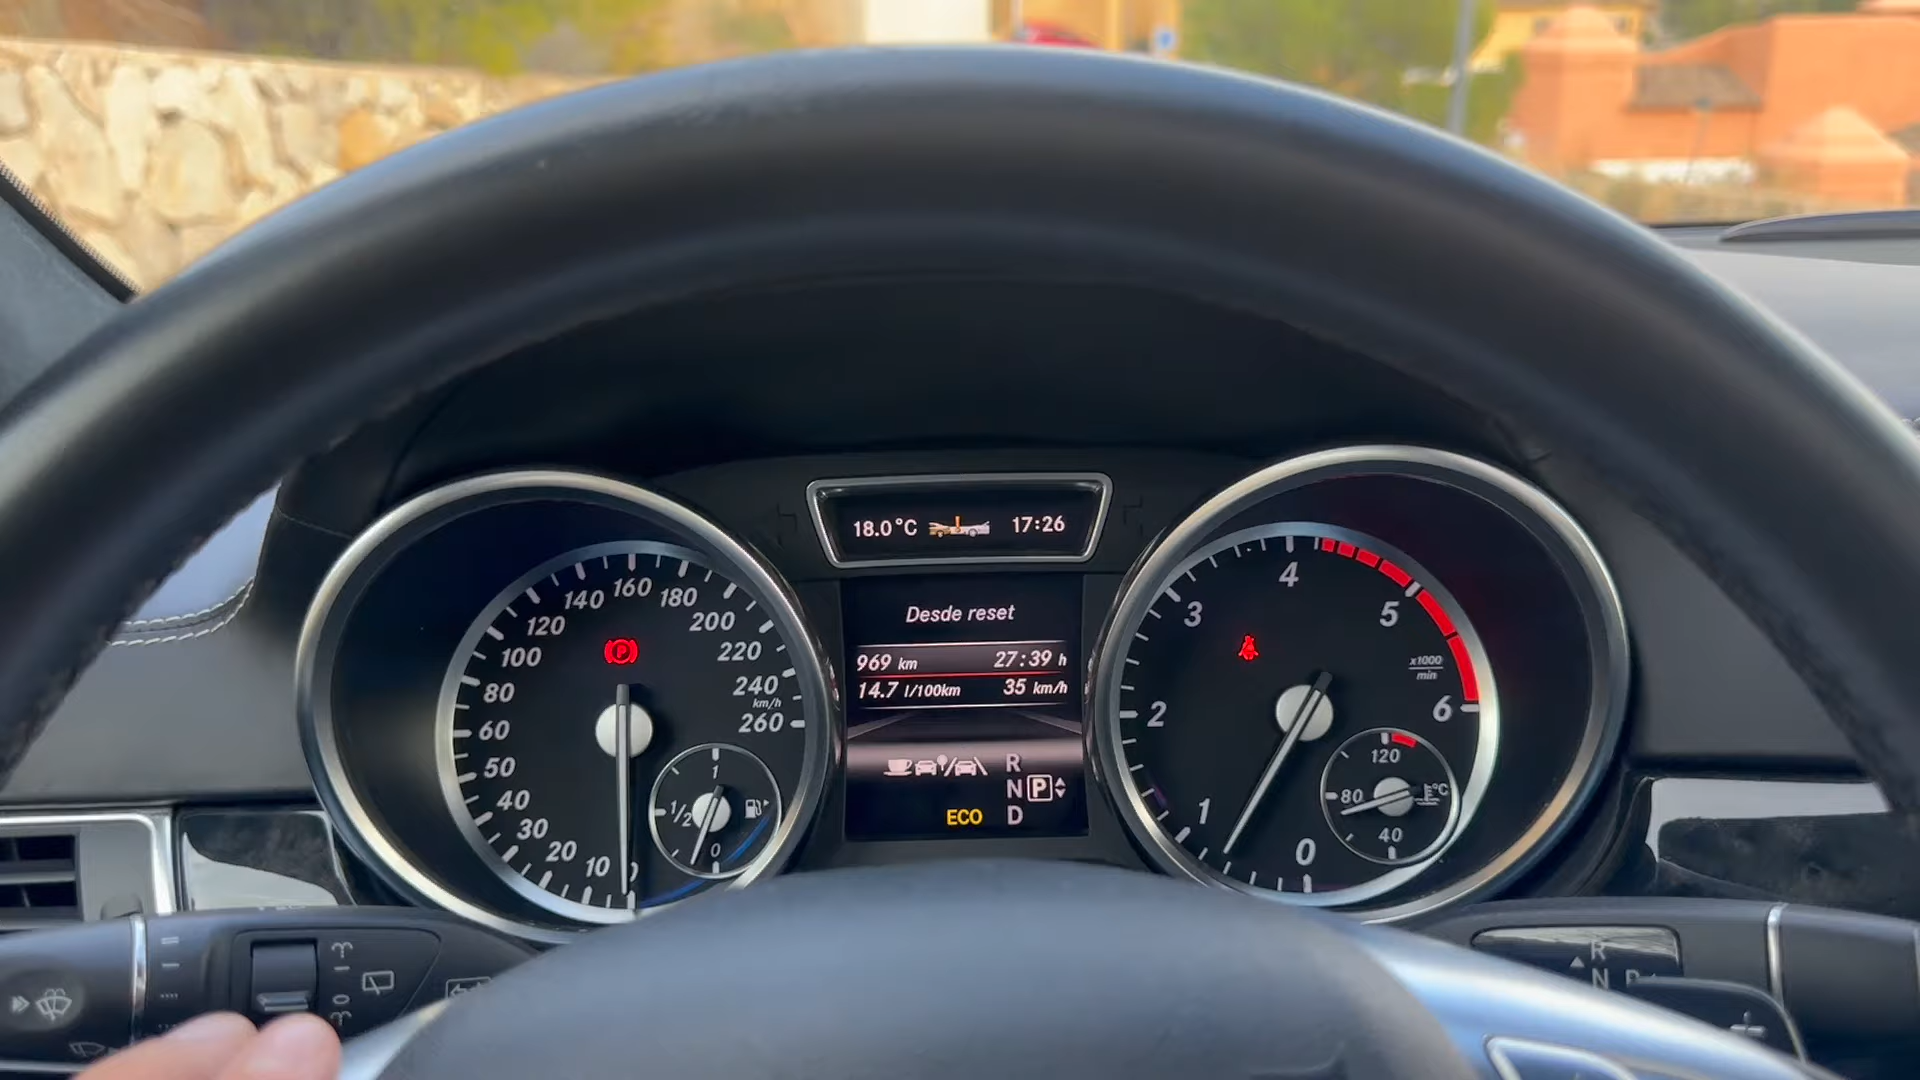 18.0°C 17:26
Desde reset
969 km 27:39 h
14.7 l/100km 35 km/h
R
N P
ECO D
10
20
30
40
50
60
80
100
120
140
160
180
200
220
240
km/h
260
1
1/2
0
0
1
2
3
4
5
6
x1000
min
120
80 °C
40
R
N P